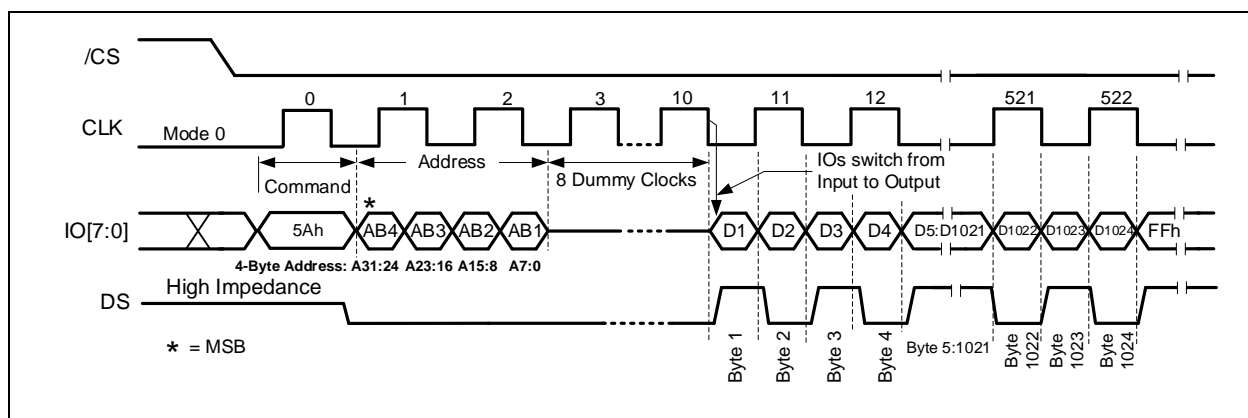 /CS
0 1 2 3 10 11 12 521 522
CLK
Mode 0
Address
IOs switch from
Input to Output
Command
8 Dummy Clocks
*
IO[7:0]
5Ah AB4 AB3 AB2 AB1 D1 D2 D3 D4 D5:D1021 D1022 D1023 D1024 FFh
4-Byte Address: A31:24 A23:16 A15:8 A7:0
High Impedance
DS
* = MSB
Byte 1
Byte 2
Byte 3
Byte 4
Byte 5:1021
Byte
1022
Byte
1023
Byte
1024